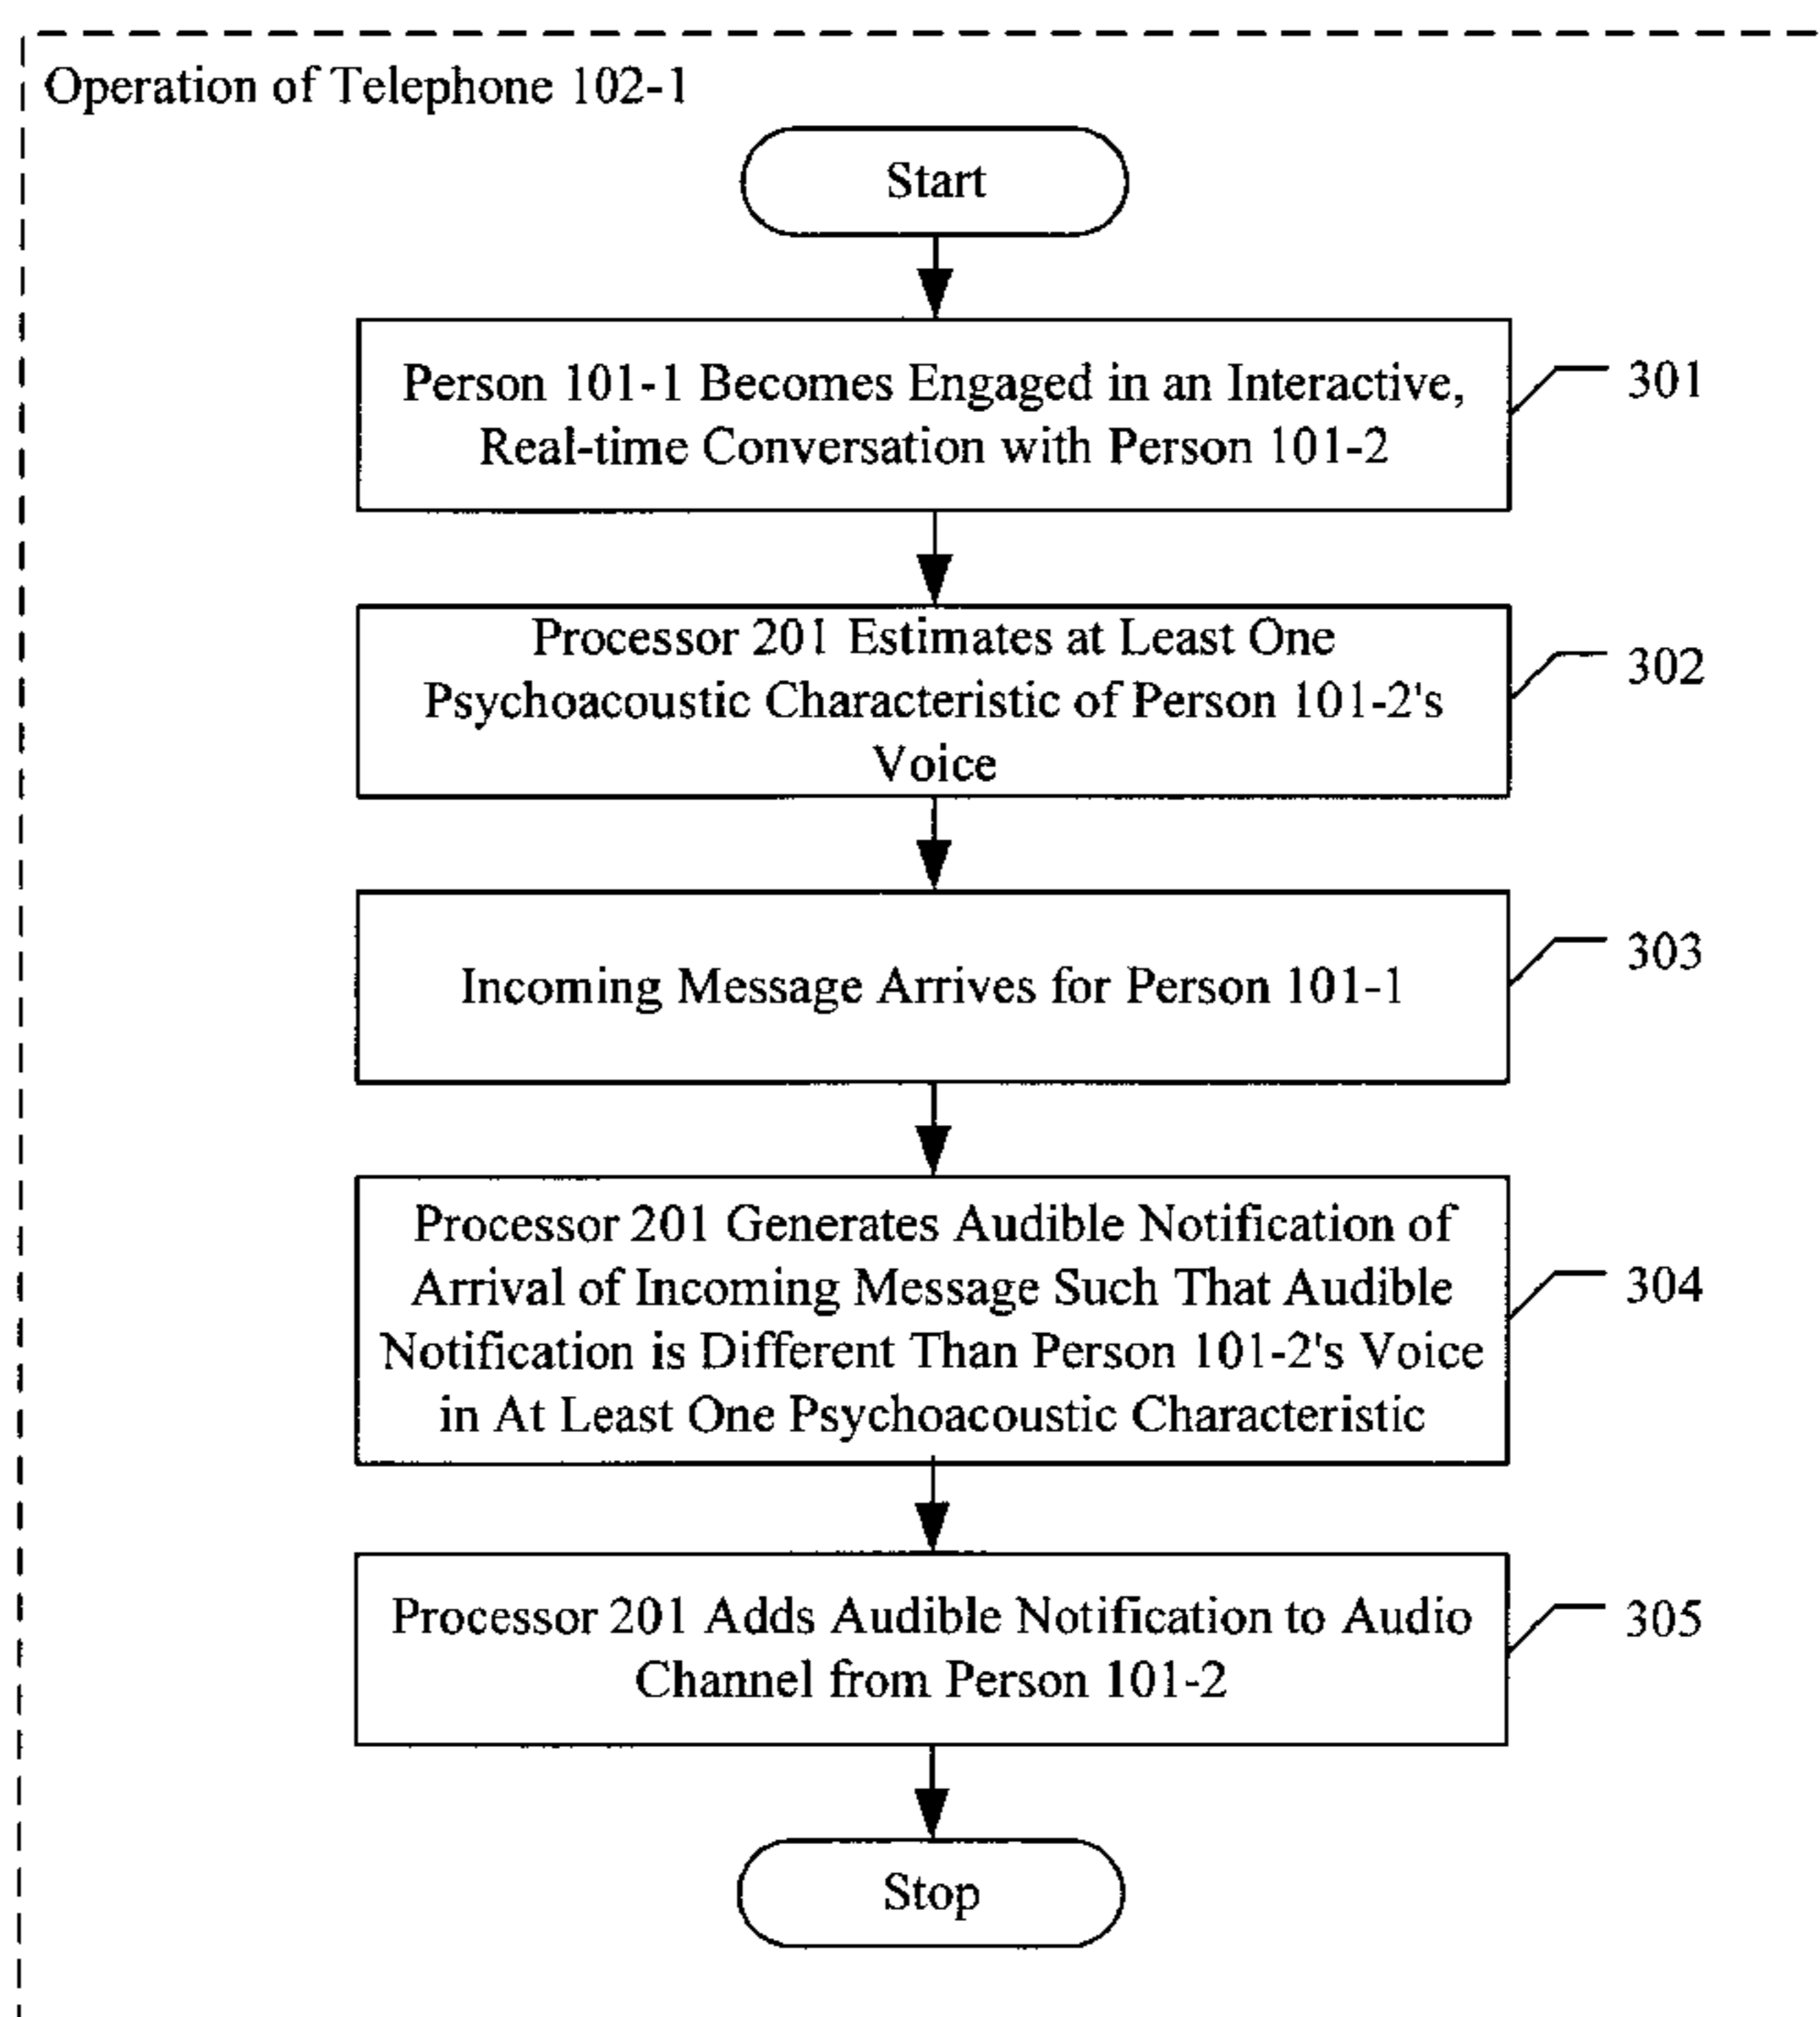 Operation of Telephone 102-1
Start
Person 101-1 Becomes Engaged in an Interactive,
Real-time Conversation with Person 101-2
301
Processor 201 Estimates at Least One
Psychoacoustic Characteristic of Person 101-2's
Voice
302
Incoming Message Arrives for Person 101-1
303
Processor 201 Generates Audible Notification of
Arrival of Incoming Message Such That Audible
Notification is Different Than Person 101-2's Voice
in At Least One Psychoacoustic Characteristic
304
Processor 201 Adds Audible Notification to Audio
Channel from Person 101-2
305
Stop